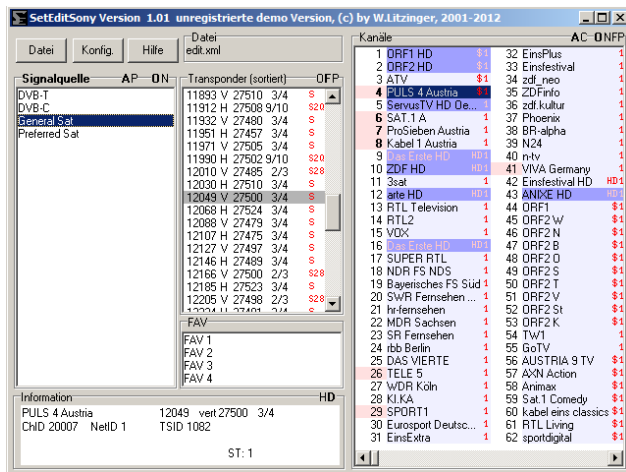 SetEditSony Version 1.01 unregistrierte demo Version, (c) by W.Litzinger, 2001-2012
Datei
Konfig.
Hilfe
Datei
edit.xml
Signalquelle AP ON
DVB-T
DVB-C
General Sat
Preferred Sat
Transponder (sortiert) OFP
11893 V 27510 3/4 S
11912 H 27508 9/10 S20
11932 V 27480 3/4 S
11951 H 27457 3/4 S
11971 V 27505 3/4 S
11990 H 27502 9/10 S20
12010 V 27485 2/3 S28
12030 H 27510 3/4 S
12049 V 27500 3/4 S
12068 H 27524 3/4 S
12088 V 27479 3/4 S
12107 H 27475 3/4 S
12127 V 27497 3/4 S
12146 H 27489 3/4 S
12166 V 27500 2/3 S28
12185 H 27523 3/4 S
12205 V 27498 2/3 S28
FAV
FAV 1
FAV 2
FAV 3
FAV 4
Information HD
PULS 4 Austria 12049 vert 27500 3/4
ChID 20007 NetID 1 TSID 1082
ST: 1
Kanäle AC-ONFP
1 ORF1 HD $1
2 ORF2 HD $1
3 ATV $1
4 PULS 4 Austria 1
5 ServusTV HD Oe... 1
6 SAT.1 A 1
7 ProSieben Austria 1
8 Kabel 1 Austria 1
9 Das Erste HD HD1
10 ZDF HD HD1
11 3sat 1
12 arte HD HD1
13 RTL Television 1
14 RTL2 1
15 VOX 1
16 Das Erste HD HD1
17 SUPER RTL 1
18 NDR FS NDS 1
19 Bayerisches FS Süd 1
20 SWR Fernsehen ... 1
21 hr-fernsehen 1
22 MDR Sachsen 1
23 SR Fernsehen 1
24 rbb Berlin 1
25 DAS VIERTE 1
26 TELE 5 1
27 WDR Köln 1
28 KI.KA 1
29 SPORT1 1
30 Eurosport Deutsc... 1
31 EinsExtra 1
32 EinsPlus 1
33 Einsfestival 1
34 zdf_neo 1
35 ZDFinfo 1
36 zdf.kultur 1
37 Phoenix 1
38 BR-alpha 1
39 N24 1
40 n-tv 1
41 VIVA Germany 1
42 Einsfestival HD HD1
43 ANIXE HD HD1
44 ORF1 $1
45 ORF2 W $1
46 ORF2 N $1
47 ORF2 B $1
48 ORF2 O $1
49 ORF2 S $1
50 ORF2 T $1
51 ORF2 V $1
52 ORF2 St $1
53 ORF2 K $1
54 TW1 1
55 GoTV 1
56 AUSTRIA 9 TV $1
57 AXN Action $1
58 Animax $1
59 Sat.1 Comedy $1
60 kabel eins classics $1
61 RTL Living $1
62 sportdigital $1